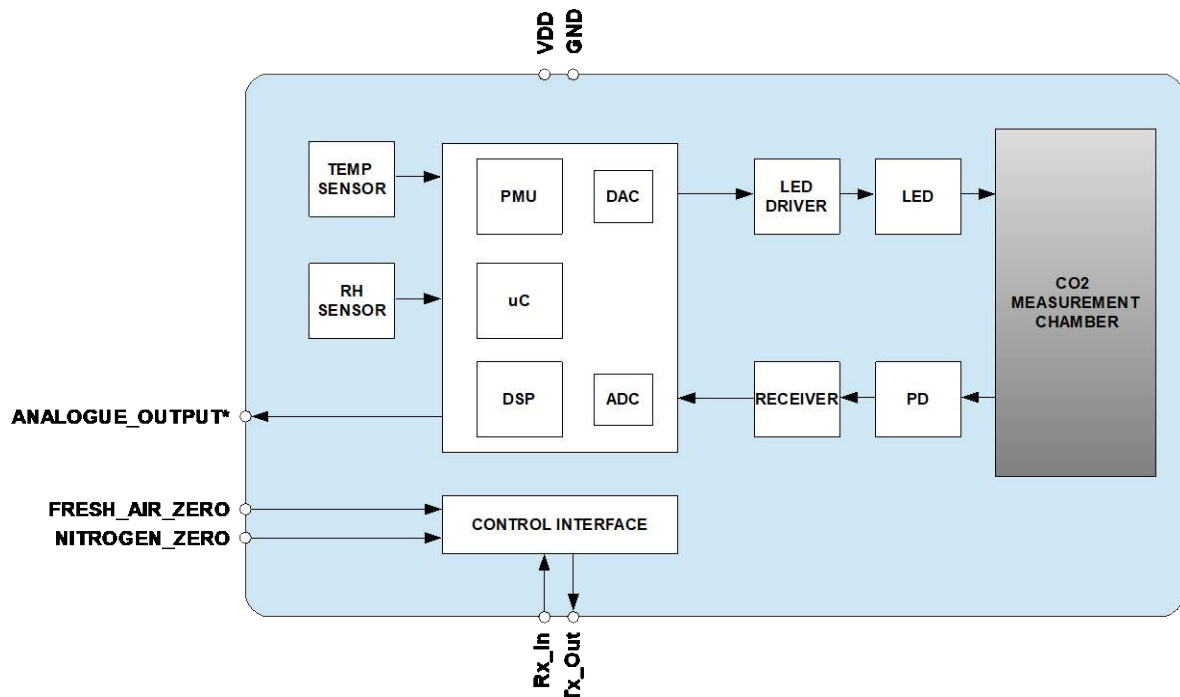 VDD
GND
TEMP
SENSOR
PMU
DAC
LED
DRIVER
LED
CO2
MEASUREMENT
CHAMBER
RH
SENSOR
uC
DSP
ADC
RECEIVER
PD
ANALOGUE_OUTPUT*
FRESH_AIR_ZERO
NITROGEN_ZERO
CONTROL INTERFACE
Rx_In
Tx_Out